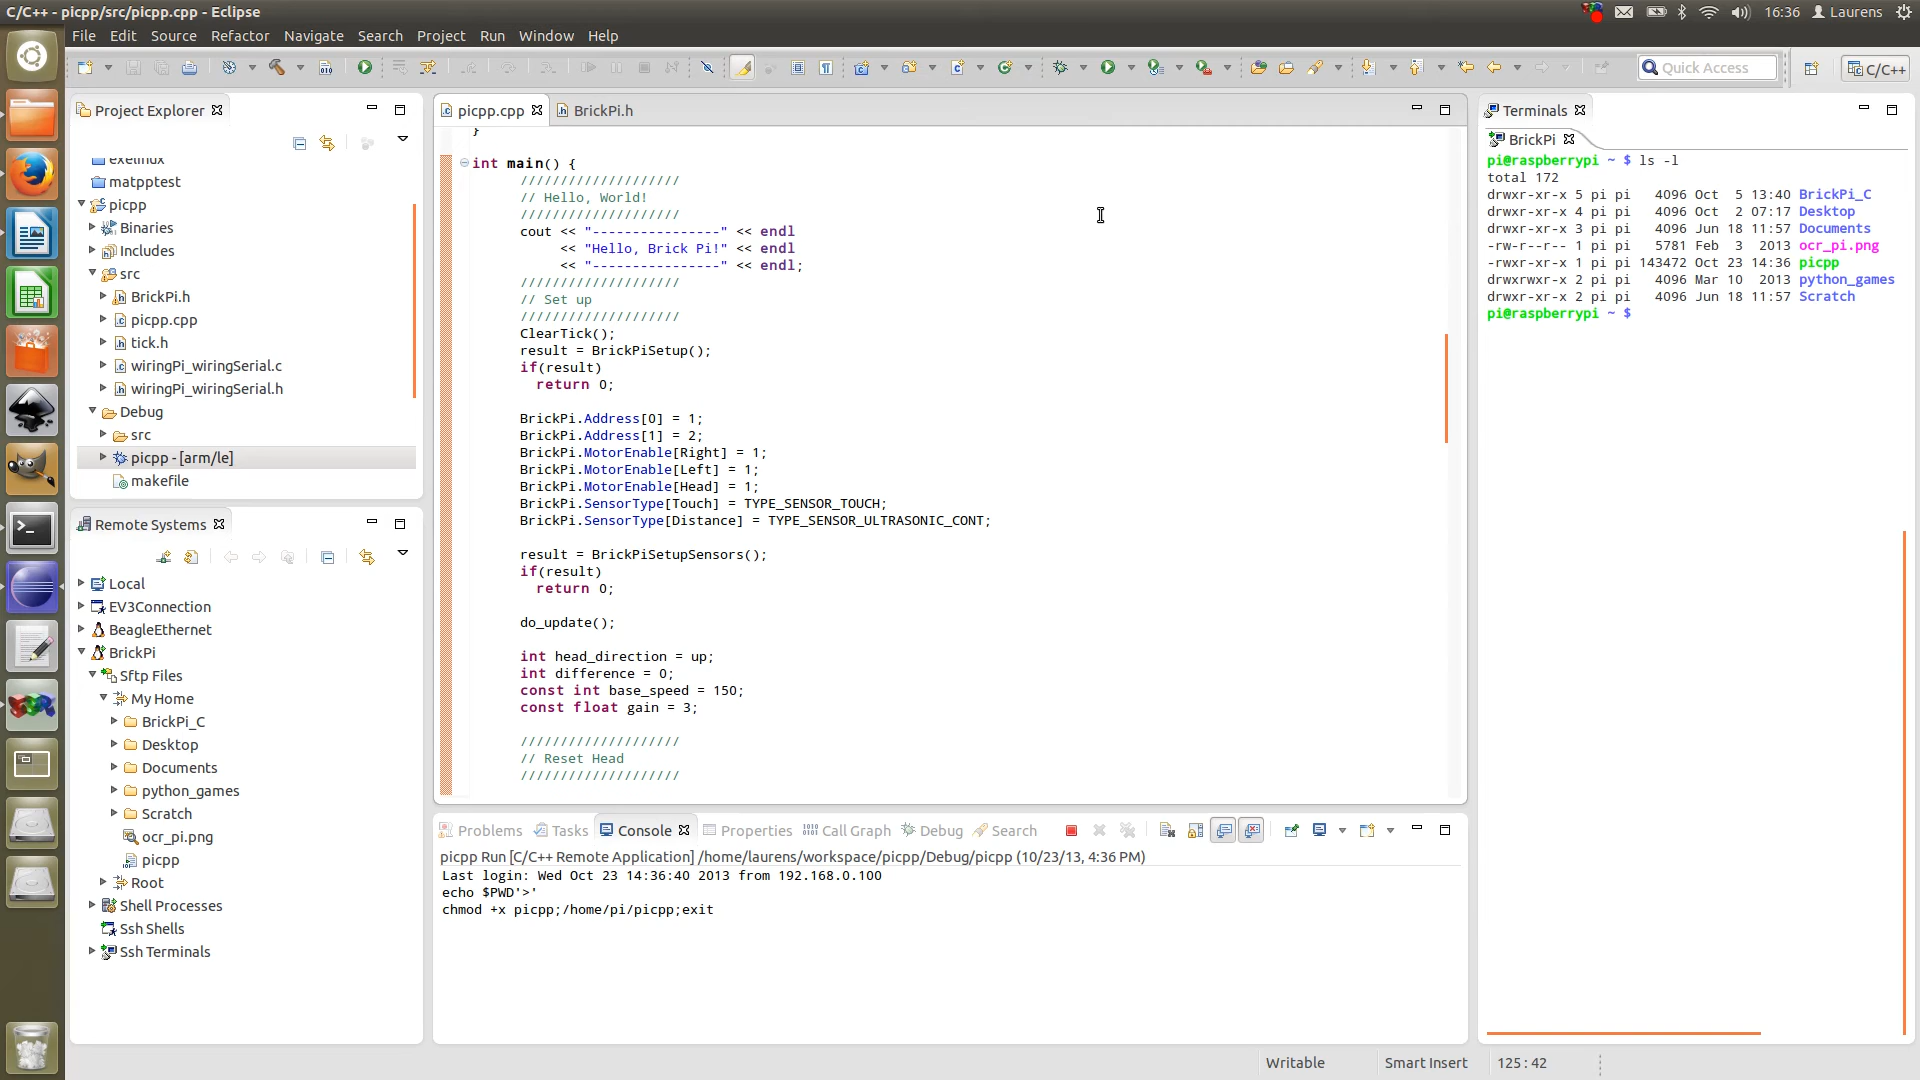 C/C++ - picpp/src/picpp.cpp - Eclipse
16:36 Laurens
File Edit Source Refactor Navigate Search Project Run Window Help
Quick Access
C/C++
Project Explorer
exelinux
matpptest
picpp
Binaries
Includes
src
BrickPi.h
picpp.cpp
tick.h
wiringPi_wiringSerial.c
wiringPi_wiringSerial.h
Debug
src
picpp - [arm/le]
makefile
Remote Systems
Local
EV3Connection
BeagleEthernet
BrickPi
Sftp Files
My Home
BrickPi_C
Desktop
Documents
python_games
Scratch
ocr_pi.png
picpp
Root
Shell Processes
Ssh Shells
Ssh Terminals
picpp.cpp BrickPi.h
}
int main() {
////////////////////
// Hello, World!
////////////////////
cout << "----------------" << endl
<< "Hello, Brick Pi!" << endl
<< "----------------" << endl;
////////////////////
// Set up
////////////////////
ClearTick();
result = BrickPiSetup();
if(result)
return 0;
BrickPi.Address[0] = 1;
BrickPi.Address[1] = 2;
BrickPi.MotorEnable[Right] = 1;
BrickPi.MotorEnable[Left] = 1;
BrickPi.MotorEnable[Head] = 1;
BrickPi.SensorType[Touch] = TYPE_SENSOR_TOUCH;
BrickPi.SensorType[Distance] = TYPE_SENSOR_ULTRASONIC_CONT;
result = BrickPiSetupSensors();
if(result)
return 0;
do_update();
int head_direction = up;
int difference = 0;
const int base_speed = 150;
const float gain = 3;
////////////////////
// Reset Head
////////////////////
Problems Tasks Console Properties Call Graph Debug Search
picpp Run [C/C++ Remote Application] /home/laurens/workspace/picpp/Debug/picpp (10/23/13, 4:36 PM)
Last login: Wed Oct 23 14:36:40 2013 from 192.168.0.100
echo $PWD'>'
chmod +x picpp;/home/pi/picpp;exit
Terminals
BrickPi
pi@raspberrypi ~ $ ls -l
total 172
drwxr-xr-x 5 pi pi 4096 Oct 5 13:40 BrickPi_C
drwxr-xr-x 4 pi pi 4096 Oct 2 07:17 Desktop
drwxr-xr-x 3 pi pi 4096 Jun 18 11:57 Documents
-rw-r--r-- 1 pi pi 5781 Feb 3 2013 ocr_pi.png
-rwxr-xr-x 1 pi pi 143472 Oct 23 14:36 picpp
drwxrwxr-x 2 pi pi 4096 Mar 10 2013 python_games
drwxr-xr-x 2 pi pi 4096 Jun 18 11:57 Scratch
pi@raspberrypi ~ $
Writable Smart Insert 125 : 42